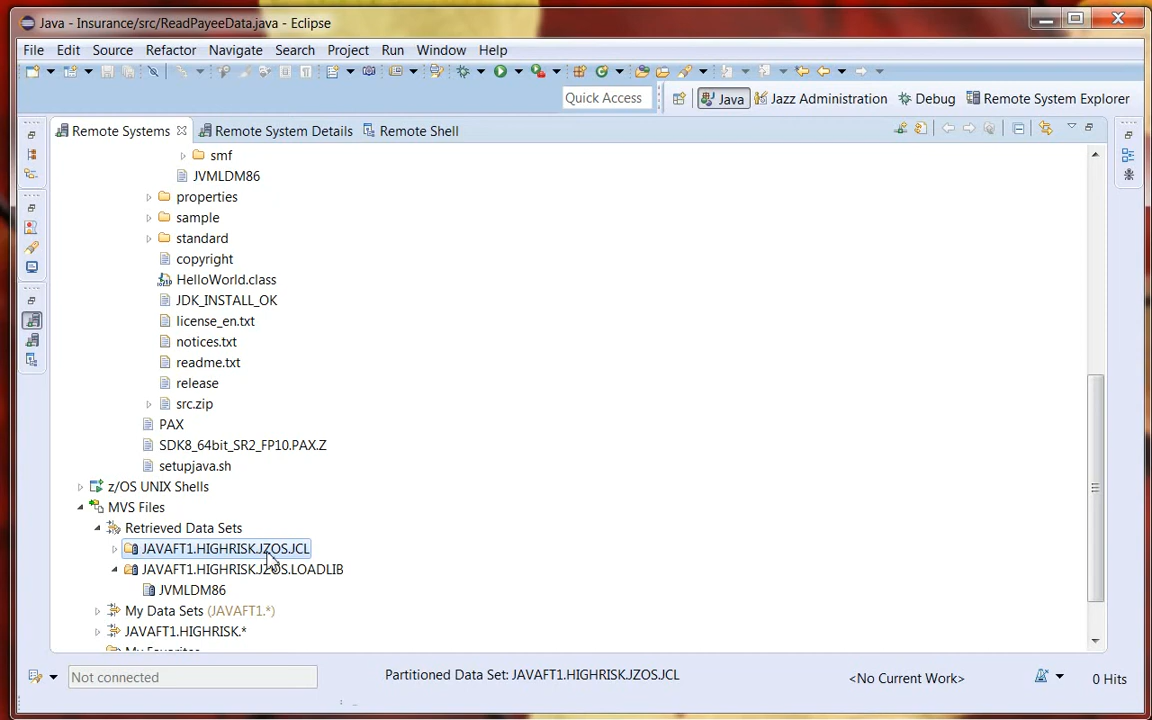 Java - Insurance/src/ReadPayeeData.java - Eclipse
File Edit Source Refactor Navigate Search Project Run Window Help
Quick Access Java Jazz Administration Debug Remote System Explorer
Remote Systems Remote System Details Remote Shell
smf
JVMLDM86
properties
sample
standard
copyright
HelloWorld.class
JDK_INSTALL_OK
license_en.txt
notices.txt
readme.txt
release
src.zip
PAX
SDK8_64bit_SR2_FP10.PAX.Z
setupjava.sh
z/OS UNIX Shells
MVS Files
Retrieved Data Sets
JAVAFT1.HIGHRISK.JZOS.JCL
JAVAFT1.HIGHRISK.JZOS.LOADLIB
JVMLDM86
My Data Sets (JAVAFT1.*)
JAVAFT1.HIGHRISK.*
My Favorites
Not connected Partitioned Data Set: JAVAFT1.HIGHRISK.JZOS.JCL <No Current Work> 0 Hits